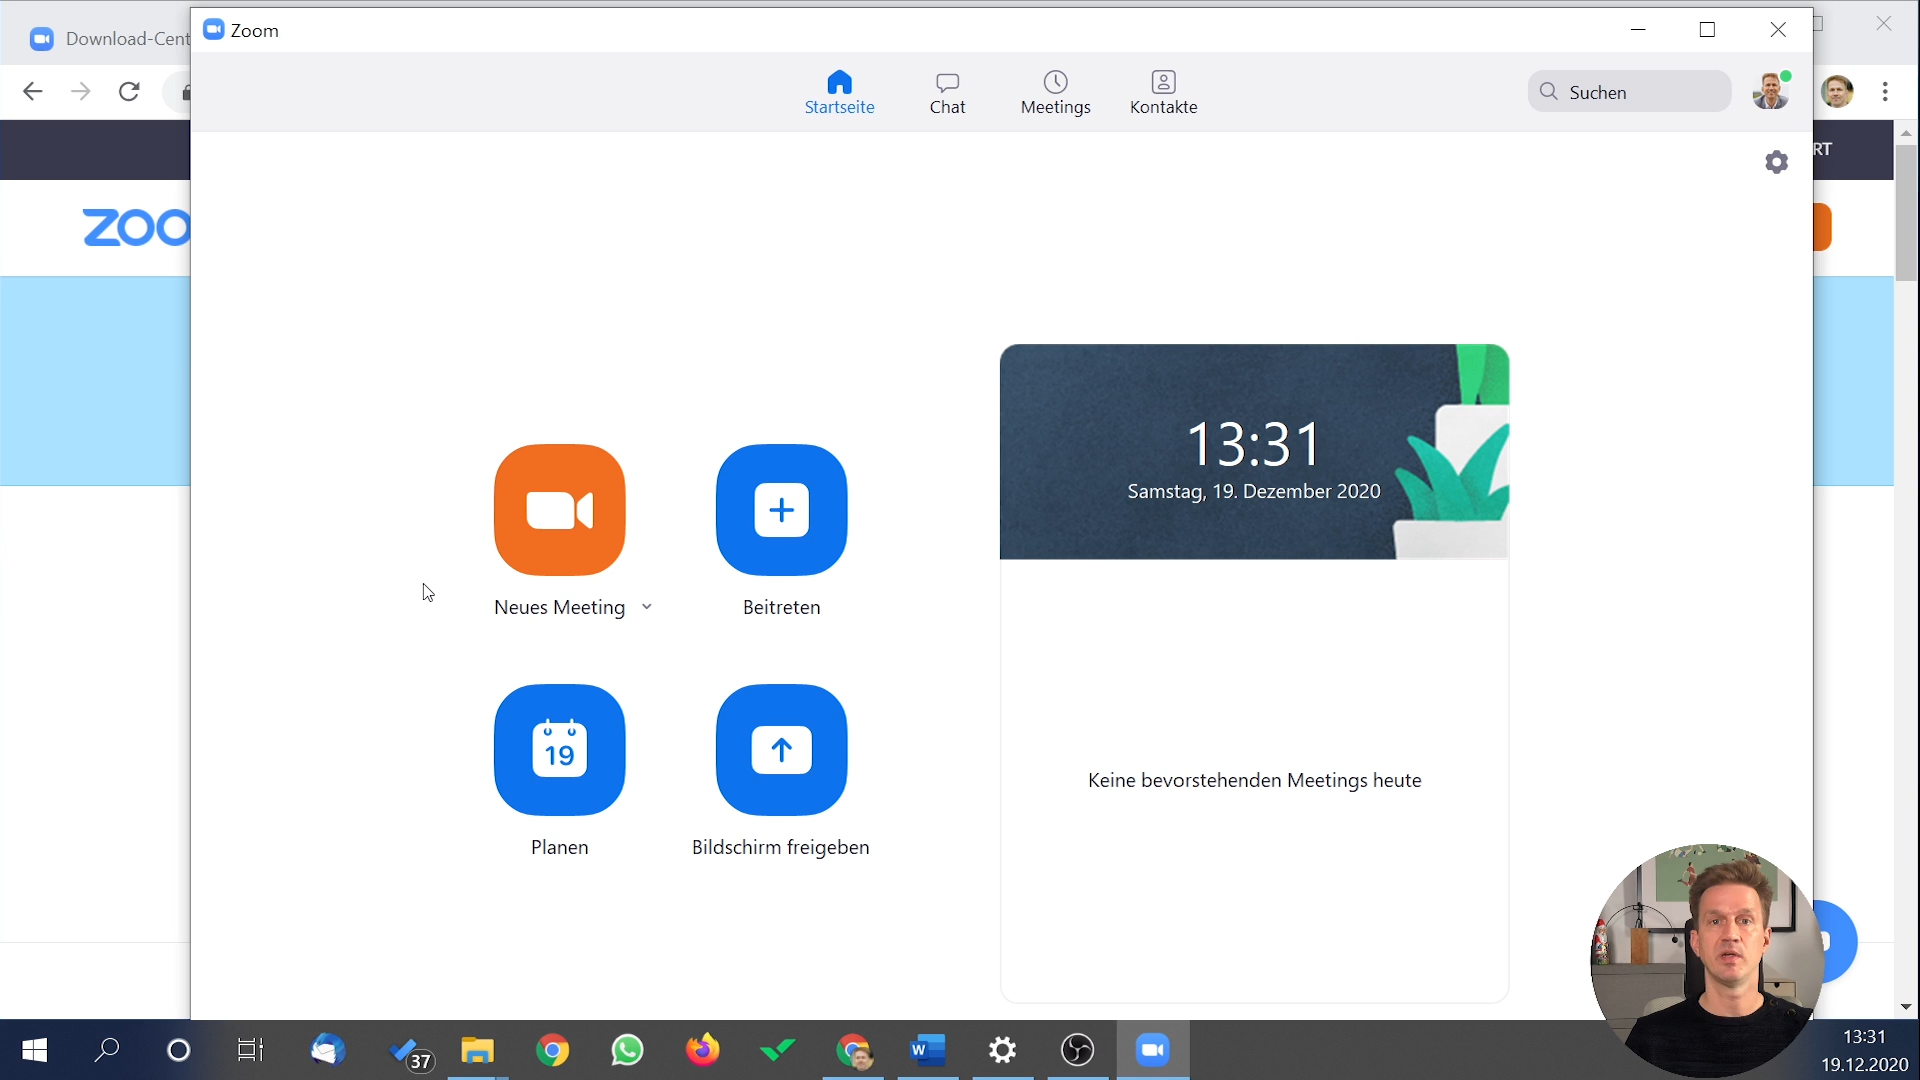 Download-Cent
Zoom
Startseite
Chat
Meetings
Kontakte
Suchen
RT
ZOO
13:31
Samstag, 19. Dezember 2020
Neues Meeting
Beitreten
19
Planen
Bildschirm freigeben
Keine bevorstehenden Meetings heute
37
W
13:31
19.12.2020